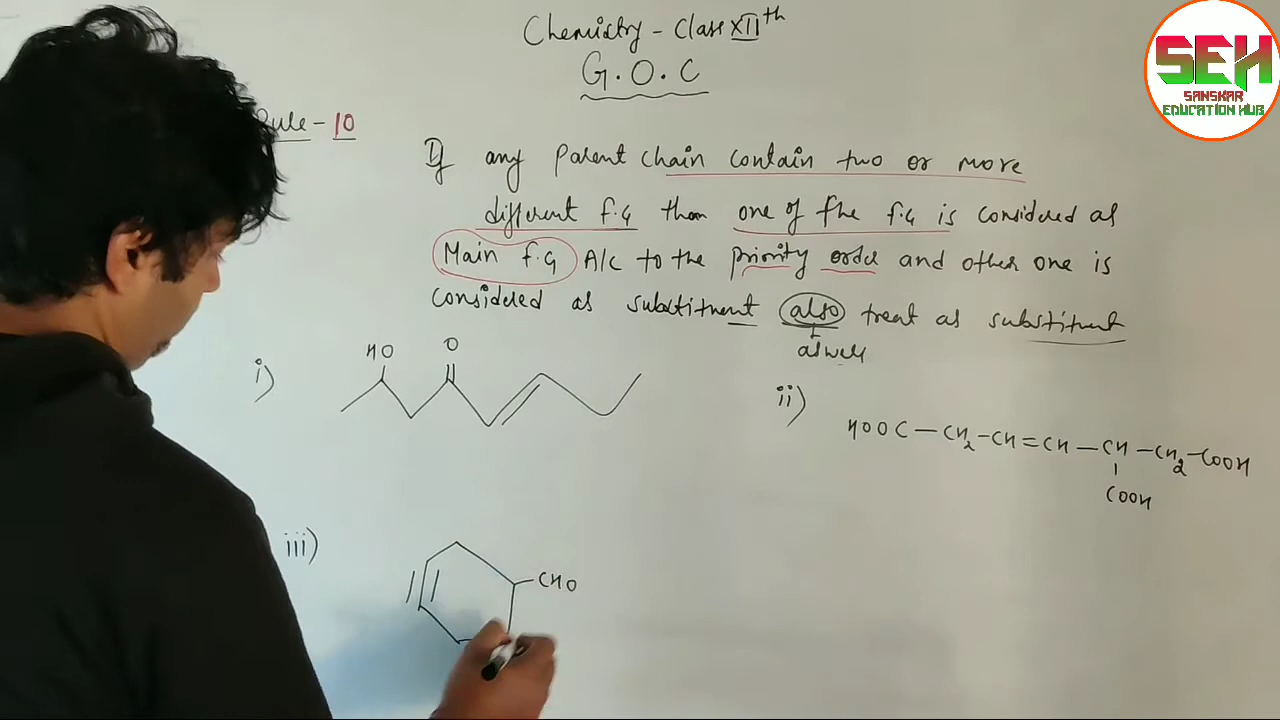 Chemistry - Class XIIth
G.O.C
SEH
SANSKAR
EDUCATION HUB
Rule - 10
If any parent chain contain two or more
different f.G then one of the f.G is considered as
Main f.G A/C to the priority order and other one is
considered as substituent also treat as substituent
aswell
i)
HO
O
ii)
HOOC - CH2 - CH = CH - CH - CH2 - COOH
COOH
iii)
CHO